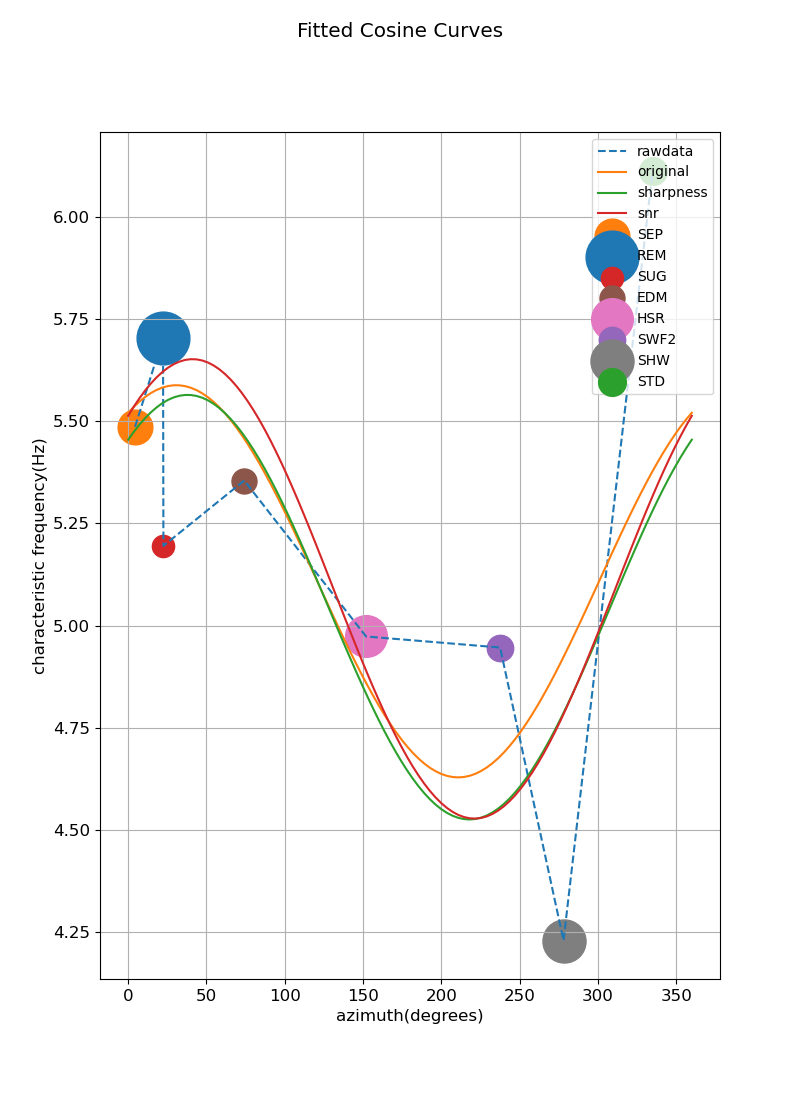 Fitted Cosine Curves
characteristic frequency(Hz)
6.00
5.75
5.50
5.25
5.00
4.75
4.50
4.25
rawdata
original
sharpness
snr
SEP
REM
SUG
EDM
HSR
SWF2
SHW
STD
0 50 100 150 200 250 300 350
azimuth(degrees)